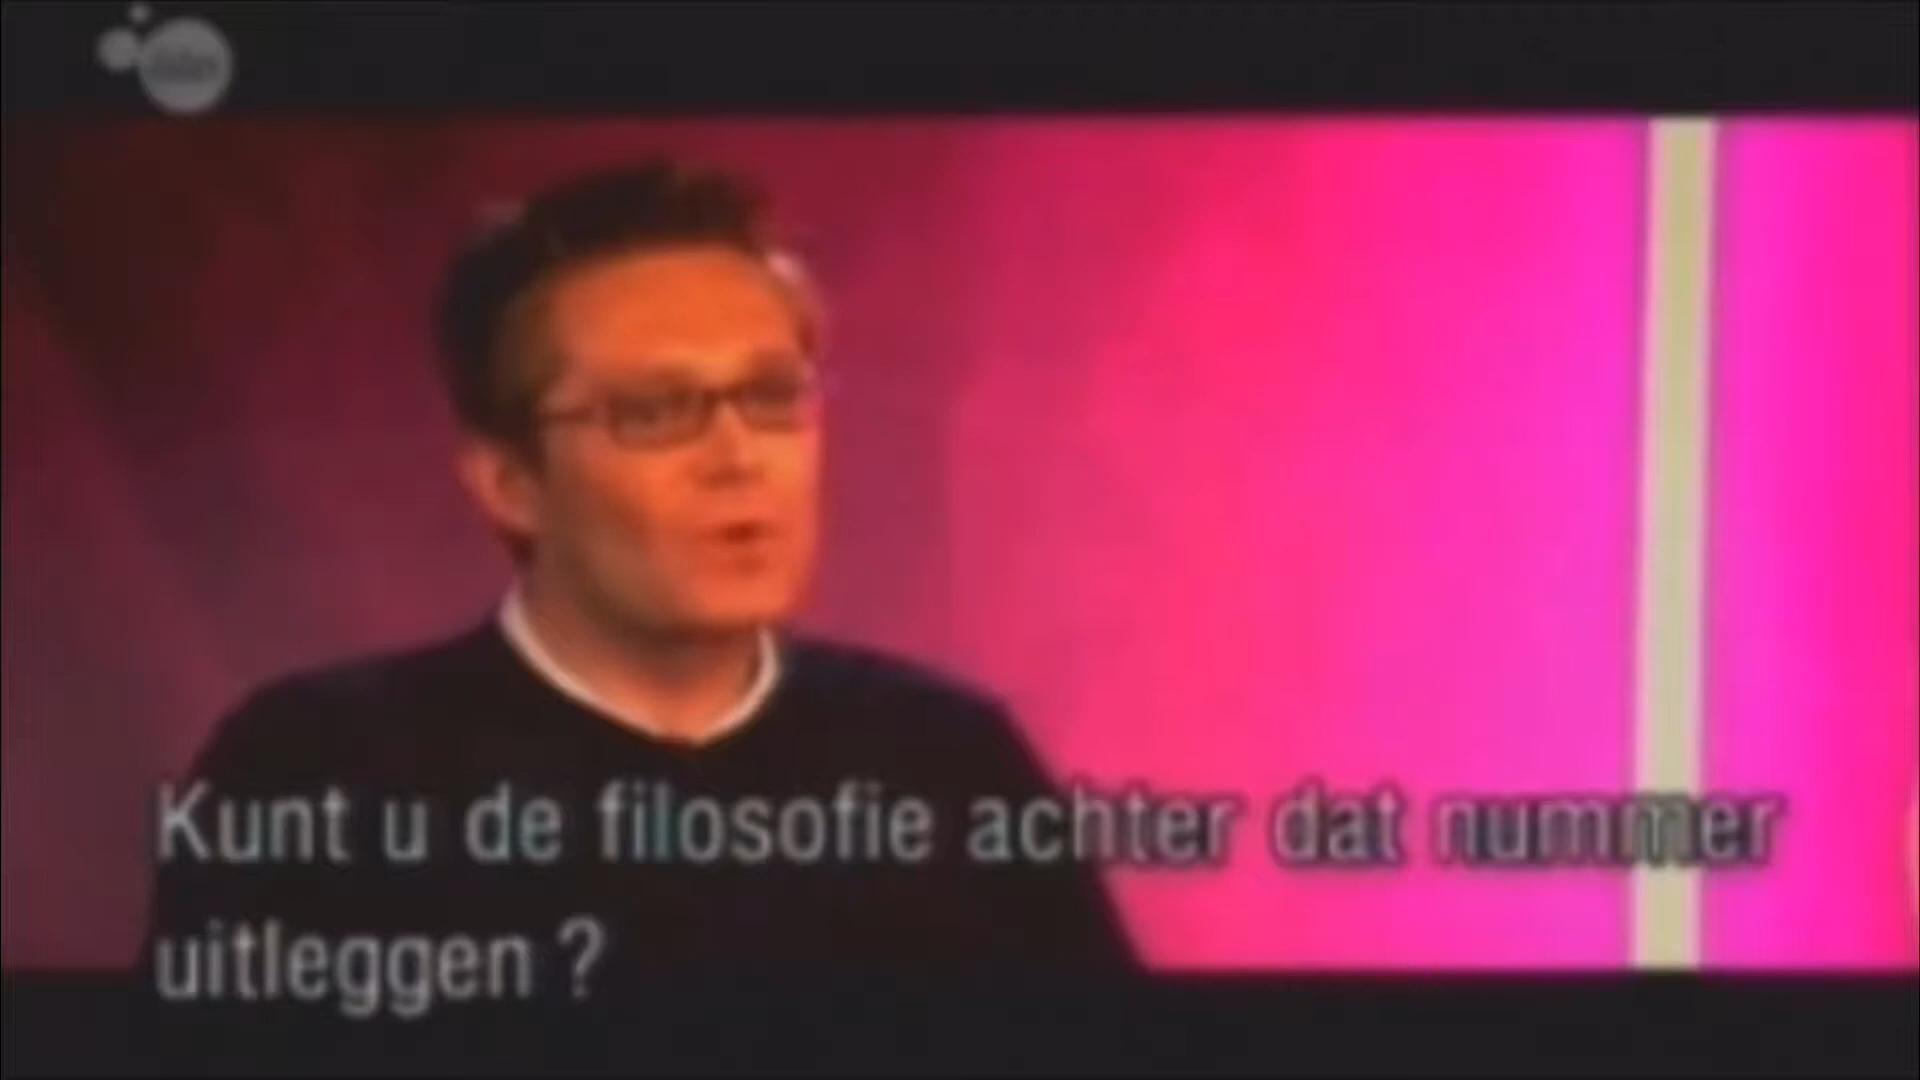 Kunt u de filosofie achter dat nummer
uitleggen ?